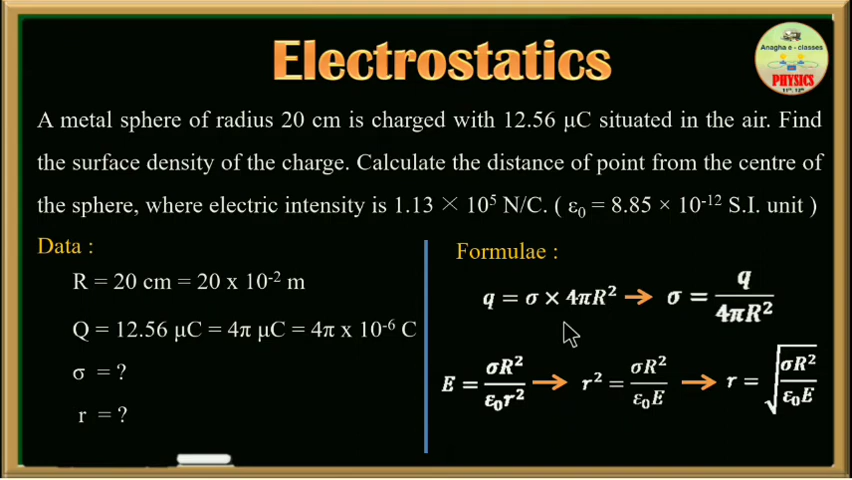 Electrostatics
Anagha e - classes
PHYSICS
11th, 12th
A metal sphere of radius 20 cm is charged with 12.56 μC situated in the air. Find
the surface density of the charge. Calculate the distance of point from the centre of
the sphere, where electric intensity is 1.13 × 10⁵ N/C. ( ε₀ = 8.85 × 10⁻¹² S.I. unit )
Data :
R = 20 cm = 20 x 10⁻² m
Q = 12.56 μC = 4π μC = 4π x 10⁻⁶ C
σ = ?
r = ?
Formulae :
q = σ × 4πR² → σ = q / 4πR²
E = σR² / ε₀r² → r² = σR² / ε₀E → r = √(σR² / ε₀E)